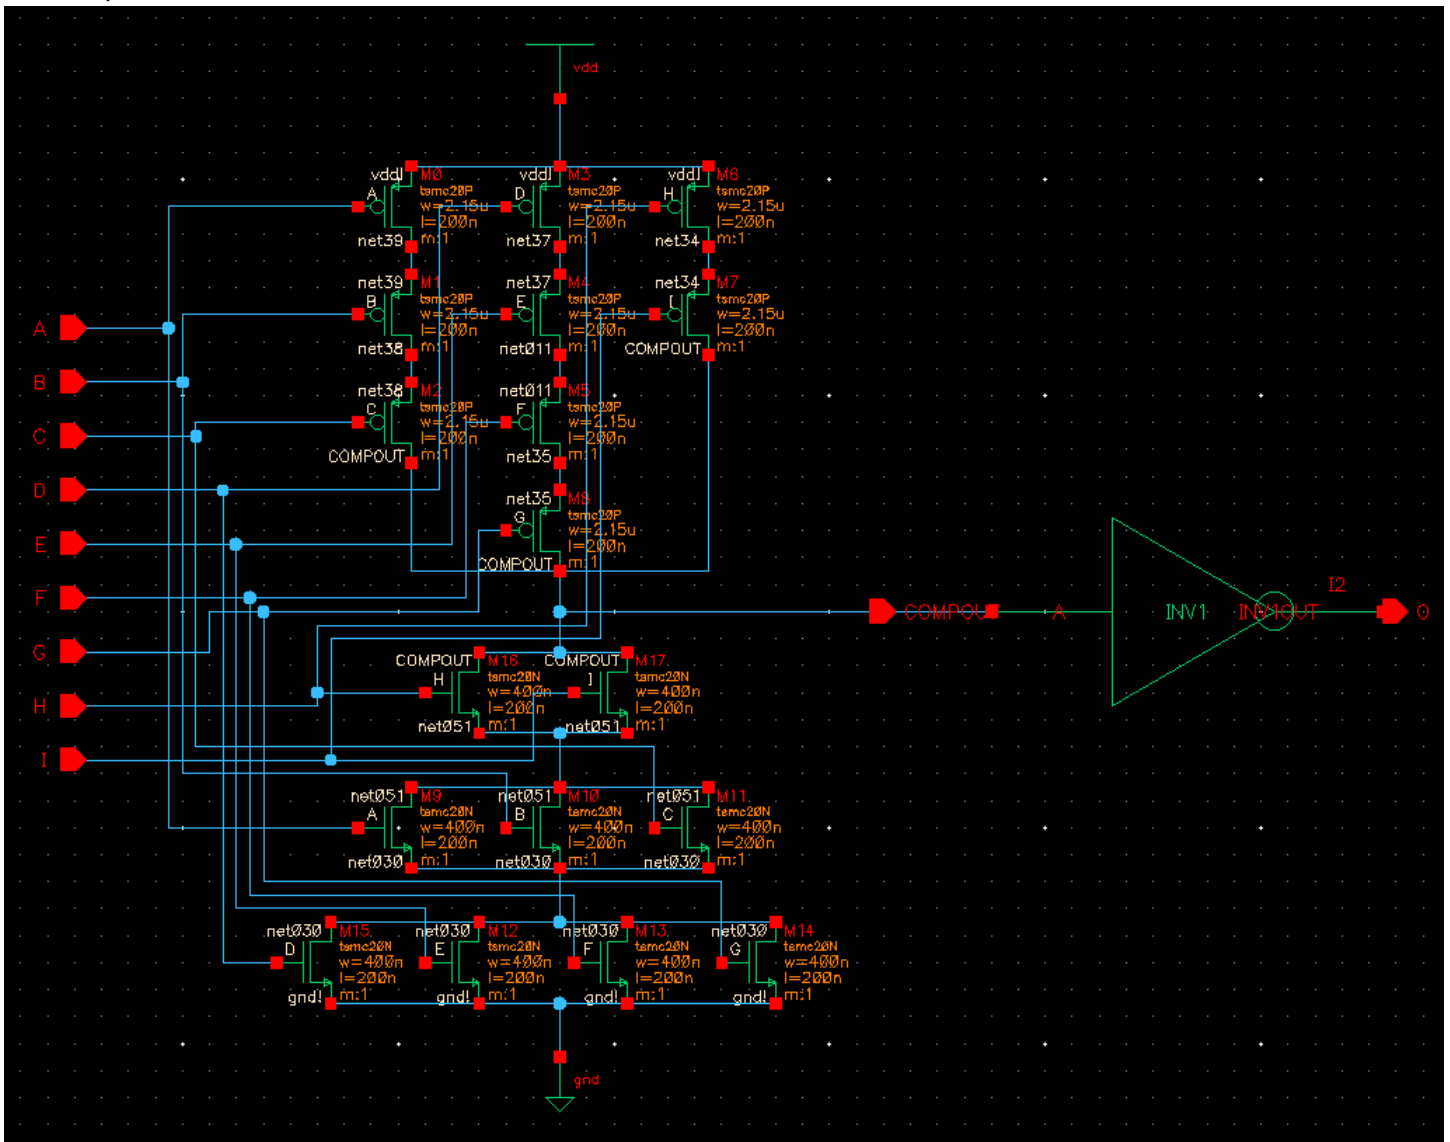 vdd
vdd! M0 vdd! M3 vdd! M6
A tsmc20P D tsmc20P H tsmc20P
w=2.15u w=2.15u w=2.15u
l=200n l=200n l=200n
net39 m:1 net37 m:1 net34 m:1
net39 M1 net37 M4 net34 M7
B tsmc20P E tsmc20P I tsmc20P
w=2.15u w=2.15u w=2.15u
A l=200n l=200n l=200n
net38 m:1 net011 m:1 COMPOUT m:1
B
net38 M2 net011 M5
C tsmc20P F tsmc20P
w=2.15u w=2.15u
C l=200n l=200n
COMPOUT m:1 net35 m:1
D
net35 M8
G tsmc20P
w=2.15u
E l=200n
COMPOUT m:1
I2
F
COMPOUT A INV1 INV1OUT O
G
COMPOUT M16 COMPOUT M17
H tsmc20N I tsmc20N
w=400n w=400n
H l=200n l=200n
net051 m:1 net051 m:1
I
net051 M9 net051 M10 net051 M11
A tsmc20N B tsmc20N C tsmc20N
w=400n w=400n w=400n
l=200n l=200n l=200n
net030 m:1 net030 m:1 net030 m:1
net030 M15 net030 M12 net030 M13 net030 M14
D tsmc20N E tsmc20N F tsmc20N G tsmc20N
w=400n w=400n w=400n w=400n
l=200n l=200n l=200n l=200n
gnd! m:1 gnd! m:1 gnd! m:1 gnd! m:1
gnd